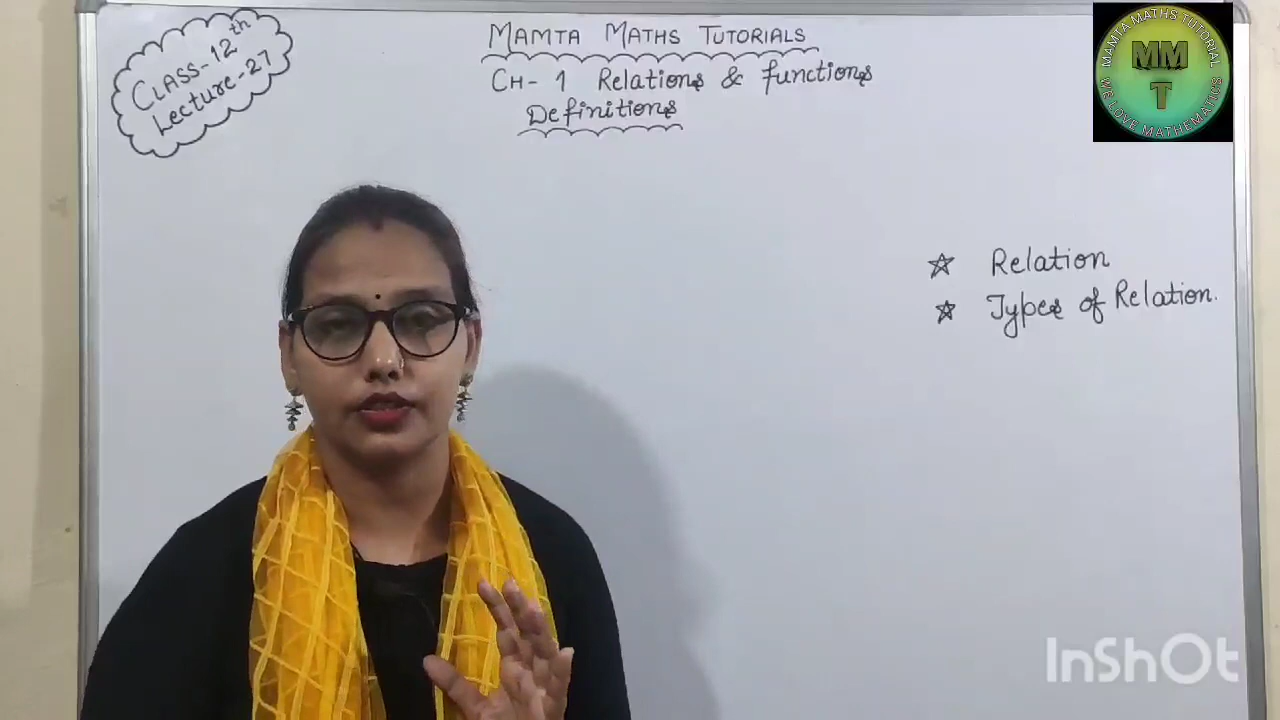 CLASS-12th
Lecture-27
MAMTA MATHS TUTORIALS
CH- 1 Relations & functions
Definitions
MAMTA MATHS TUTORIAL
MM
T
WE LOVE MATHEMATICS
☆ Relation
☆ Types of Relation.
InShOt